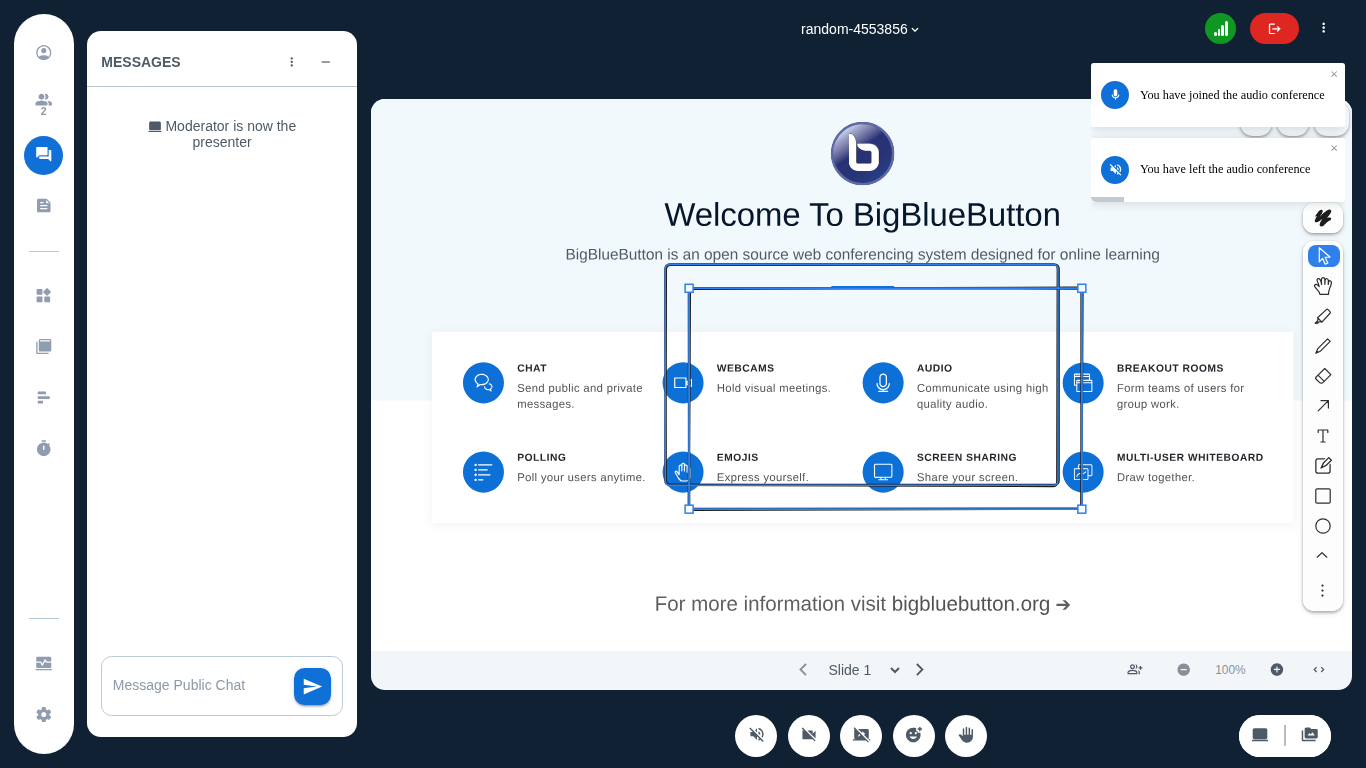 random-4553856
MESSAGES
2
Moderator is now the
presenter
Message Public Chat
You have joined the audio conference
You have left the audio conference
Welcome To BigBlueButton
BigBlueButton is an open source web conferencing system designed for online learning
CHAT
Send public and private
messages.
WEBCAMS
Hold visual meetings.
AUDIO
Communicate using high
quality audio.
BREAKOUT ROOMS
Form teams of users for
group work.
POLLING
Poll your users anytime.
EMOJIS
Express yourself.
SCREEN SHARING
Share your screen.
MULTI-USER WHITEBOARD
Draw together.
For more information visit bigbluebutton.org ➔
Slide 1
100%